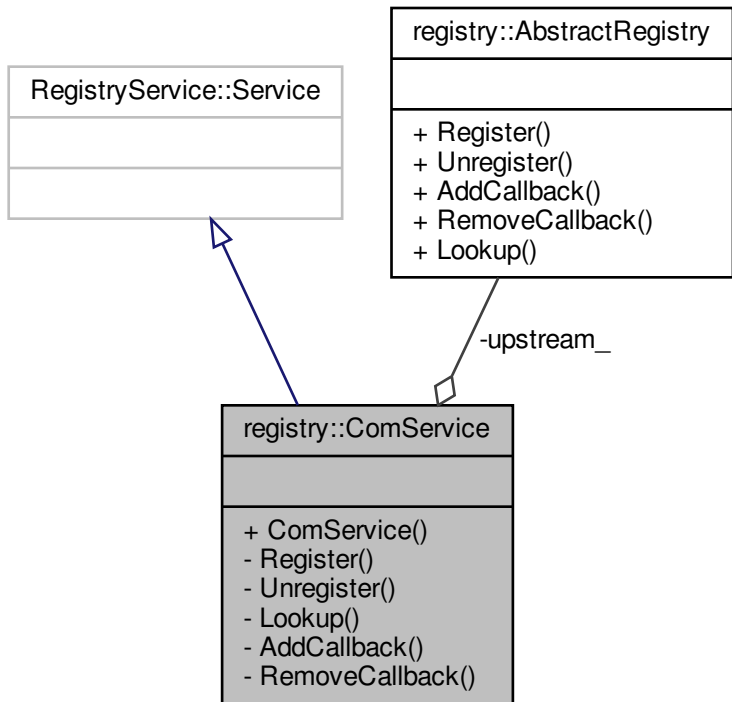 registry::AbstractRegistry
+ Register()
+ Unregister()
+ AddCallback()
+ RemoveCallback()
+ Lookup()
RegistryService::Service
-upstream_
registry::ComService
+ ComService()
- Register()
- Unregister()
- Lookup()
- AddCallback()
- RemoveCallback()